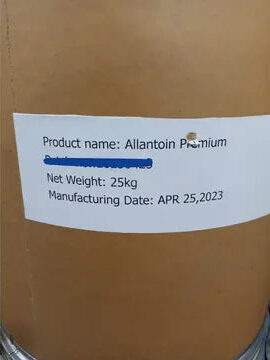 Product name: Allantoin Premium
Net Weight: 25kg
Manufacturing Date: APR 25,2023